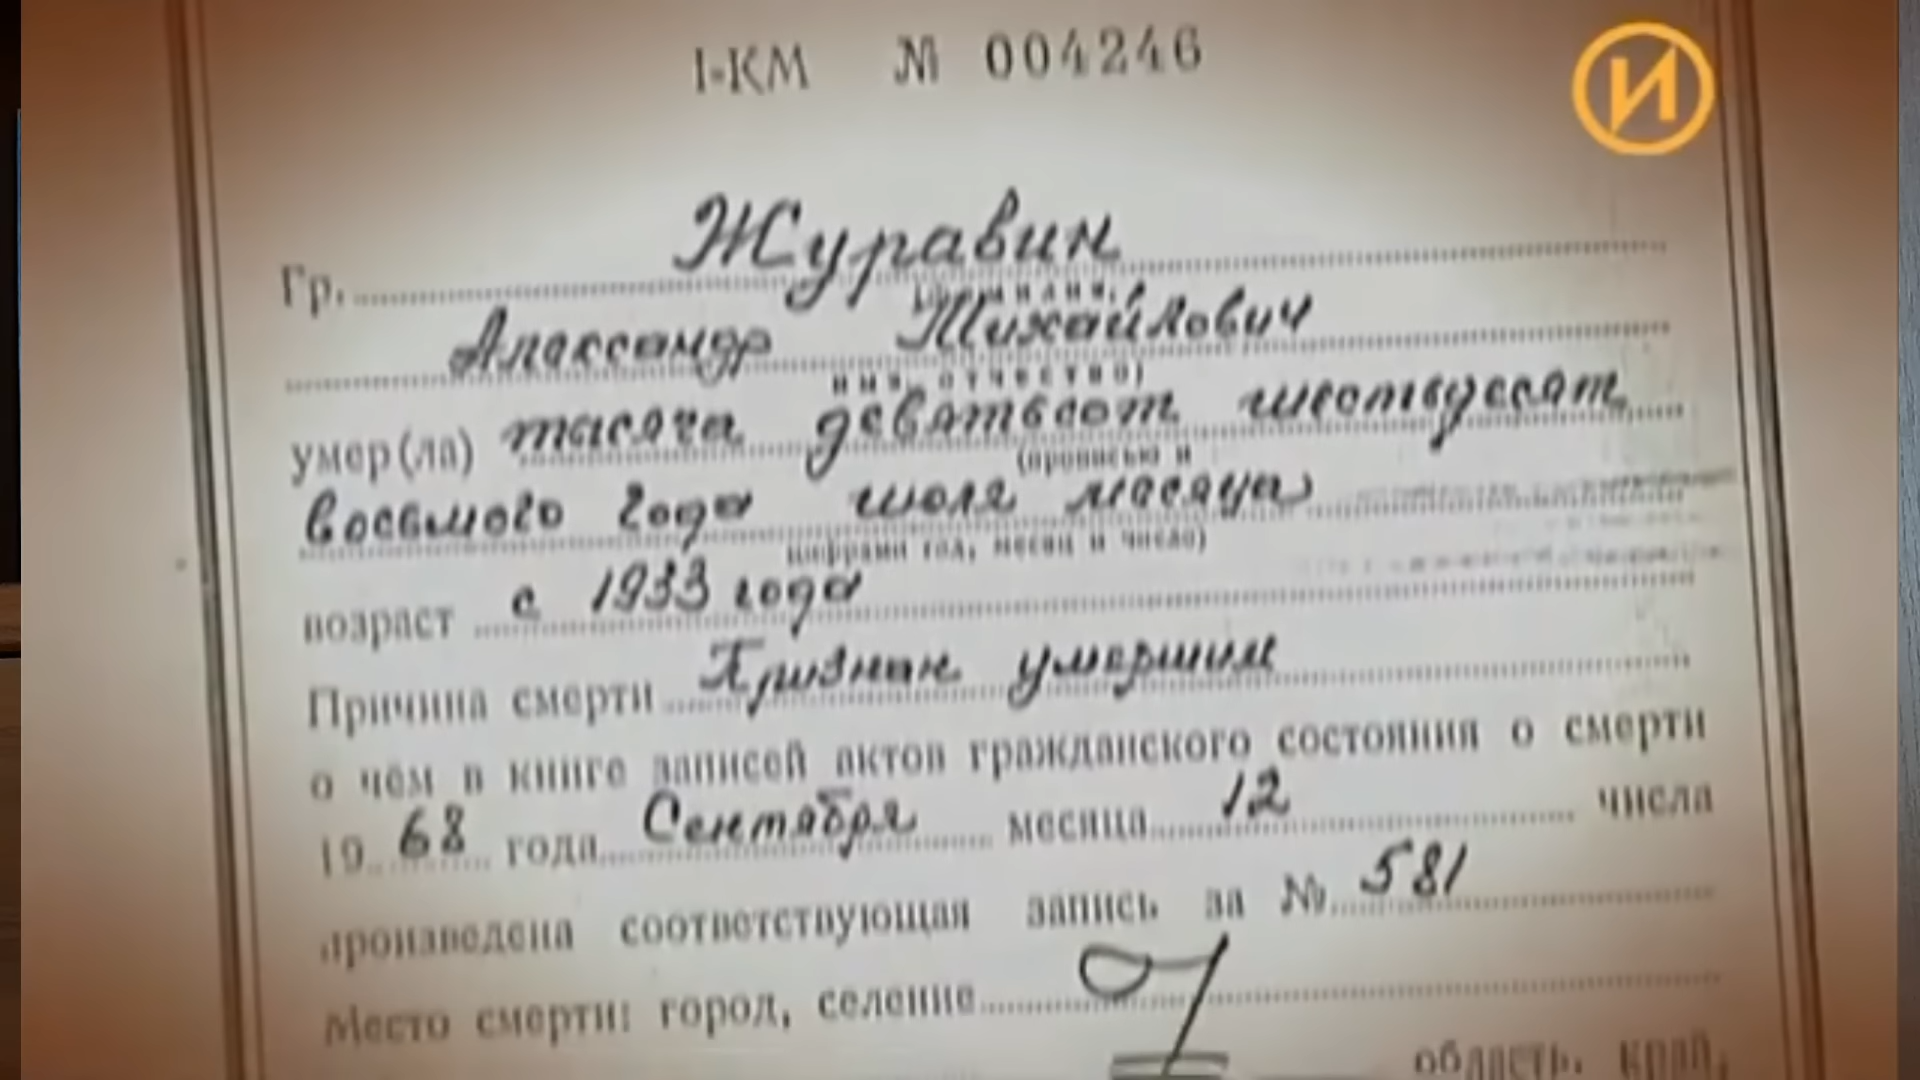 I-КМ № 004246
И
Гр. Журавин
Александр Михайлович
имя, отчество)
умер(ла) тысяча девятьсот шестьдесят
(прописью и
восьмого года июля месяца
цифрами год, месяц и число)
возраст с 1933 года
Причина смерти Признан умершим
о чём в книге записей актов гражданского состояния о смерти
19 68 года Сентября месяца 12 числа
произведена соответствующая запись за № 581
Место смерти: город, селение
область, край,